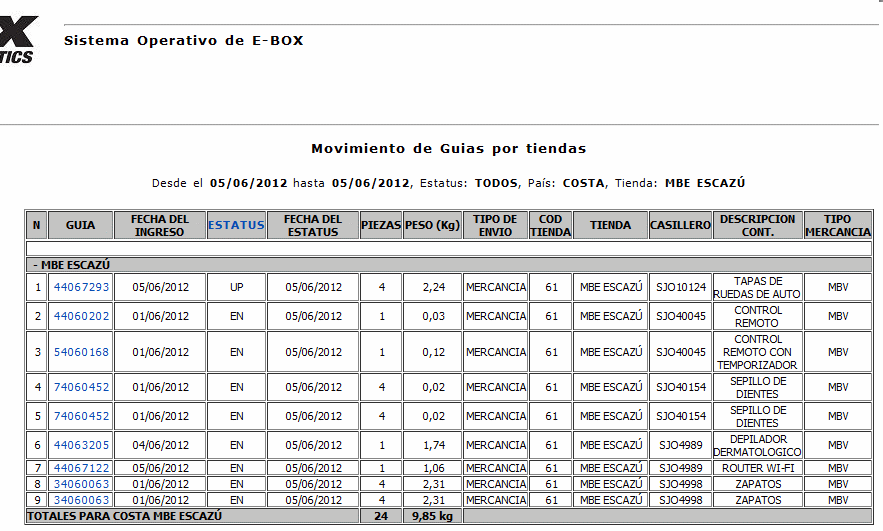 X
TICS
Sistema Operativo de E-BOX
Movimiento de Guias por tiendas
Desde el 05/06/2012 hasta 05/06/2012, Estatus: TODOS, País: COSTA, Tienda: MBE ESCAZÚ
N GUIA FECHA DEL INGRESO ESTATUS FECHA DEL ESTATUS PIEZAS PESO (Kg) TIPO DE ENVIO COD TIENDA TIENDA CASILLERO DESCRIPCION CONT. TIPO MERCANCIA
- MBE ESCAZÚ
1 44067293 05/06/2012 UP 05/06/2012 4 2,24 MERCANCIA 61 MBE ESCAZÚ SJO10124 TAPAS DE RUEDAS DE AUTO MBV
2 44060202 01/06/2012 EN 05/06/2012 1 0,03 MERCANCIA 61 MBE ESCAZÚ SJO40045 CONTROL REMOTO MBV
3 54060168 01/06/2012 EN 05/06/2012 1 0,12 MERCANCIA 61 MBE ESCAZÚ SJO40045 CONTROL REMOTO CON TEMPORIZADOR MBV
4 74060452 01/06/2012 EN 05/06/2012 4 0,02 MERCANCIA 61 MBE ESCAZÚ SJO40154 SEPILLO DE DIENTES MBV
5 74060452 01/06/2012 EN 05/06/2012 4 0,02 MERCANCIA 61 MBE ESCAZÚ SJO40154 SEPILLO DE DIENTES MBV
6 44063205 04/06/2012 EN 05/06/2012 1 1,74 MERCANCIA 61 MBE ESCAZÚ SJO4989 DEPILADOR DERMATOLOGICO MBV
7 44067122 05/06/2012 EN 05/06/2012 1 1,06 MERCANCIA 61 MBE ESCAZÚ SJO4989 ROUTER WI-FI MBV
8 34060063 01/06/2012 EN 05/06/2012 4 2,31 MERCANCIA 61 MBE ESCAZÚ SJO4998 ZAPATOS MBV
9 34060063 01/06/2012 EN 05/06/2012 4 2,31 MERCANCIA 61 MBE ESCAZÚ SJO4998 ZAPATOS MBV
TOTALES PARA COSTA MBE ESCAZÚ 24 9,85 kg